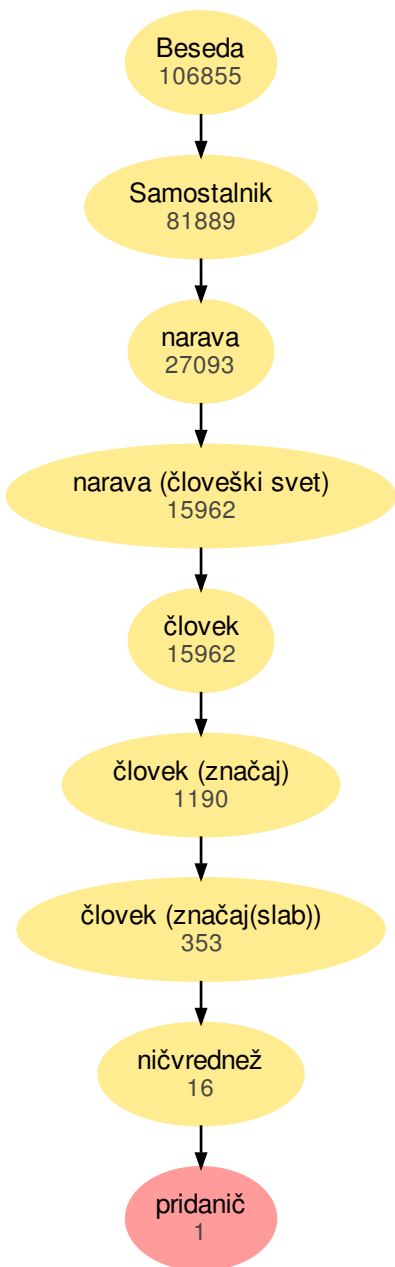 Beseda
106855
Samostalnik
81889
narava
27093
narava (človeški svet)
15962
človek
15962
človek (značaj)
1190
človek (značaj(slab))
353
ničvrednež
16
pridanič
1